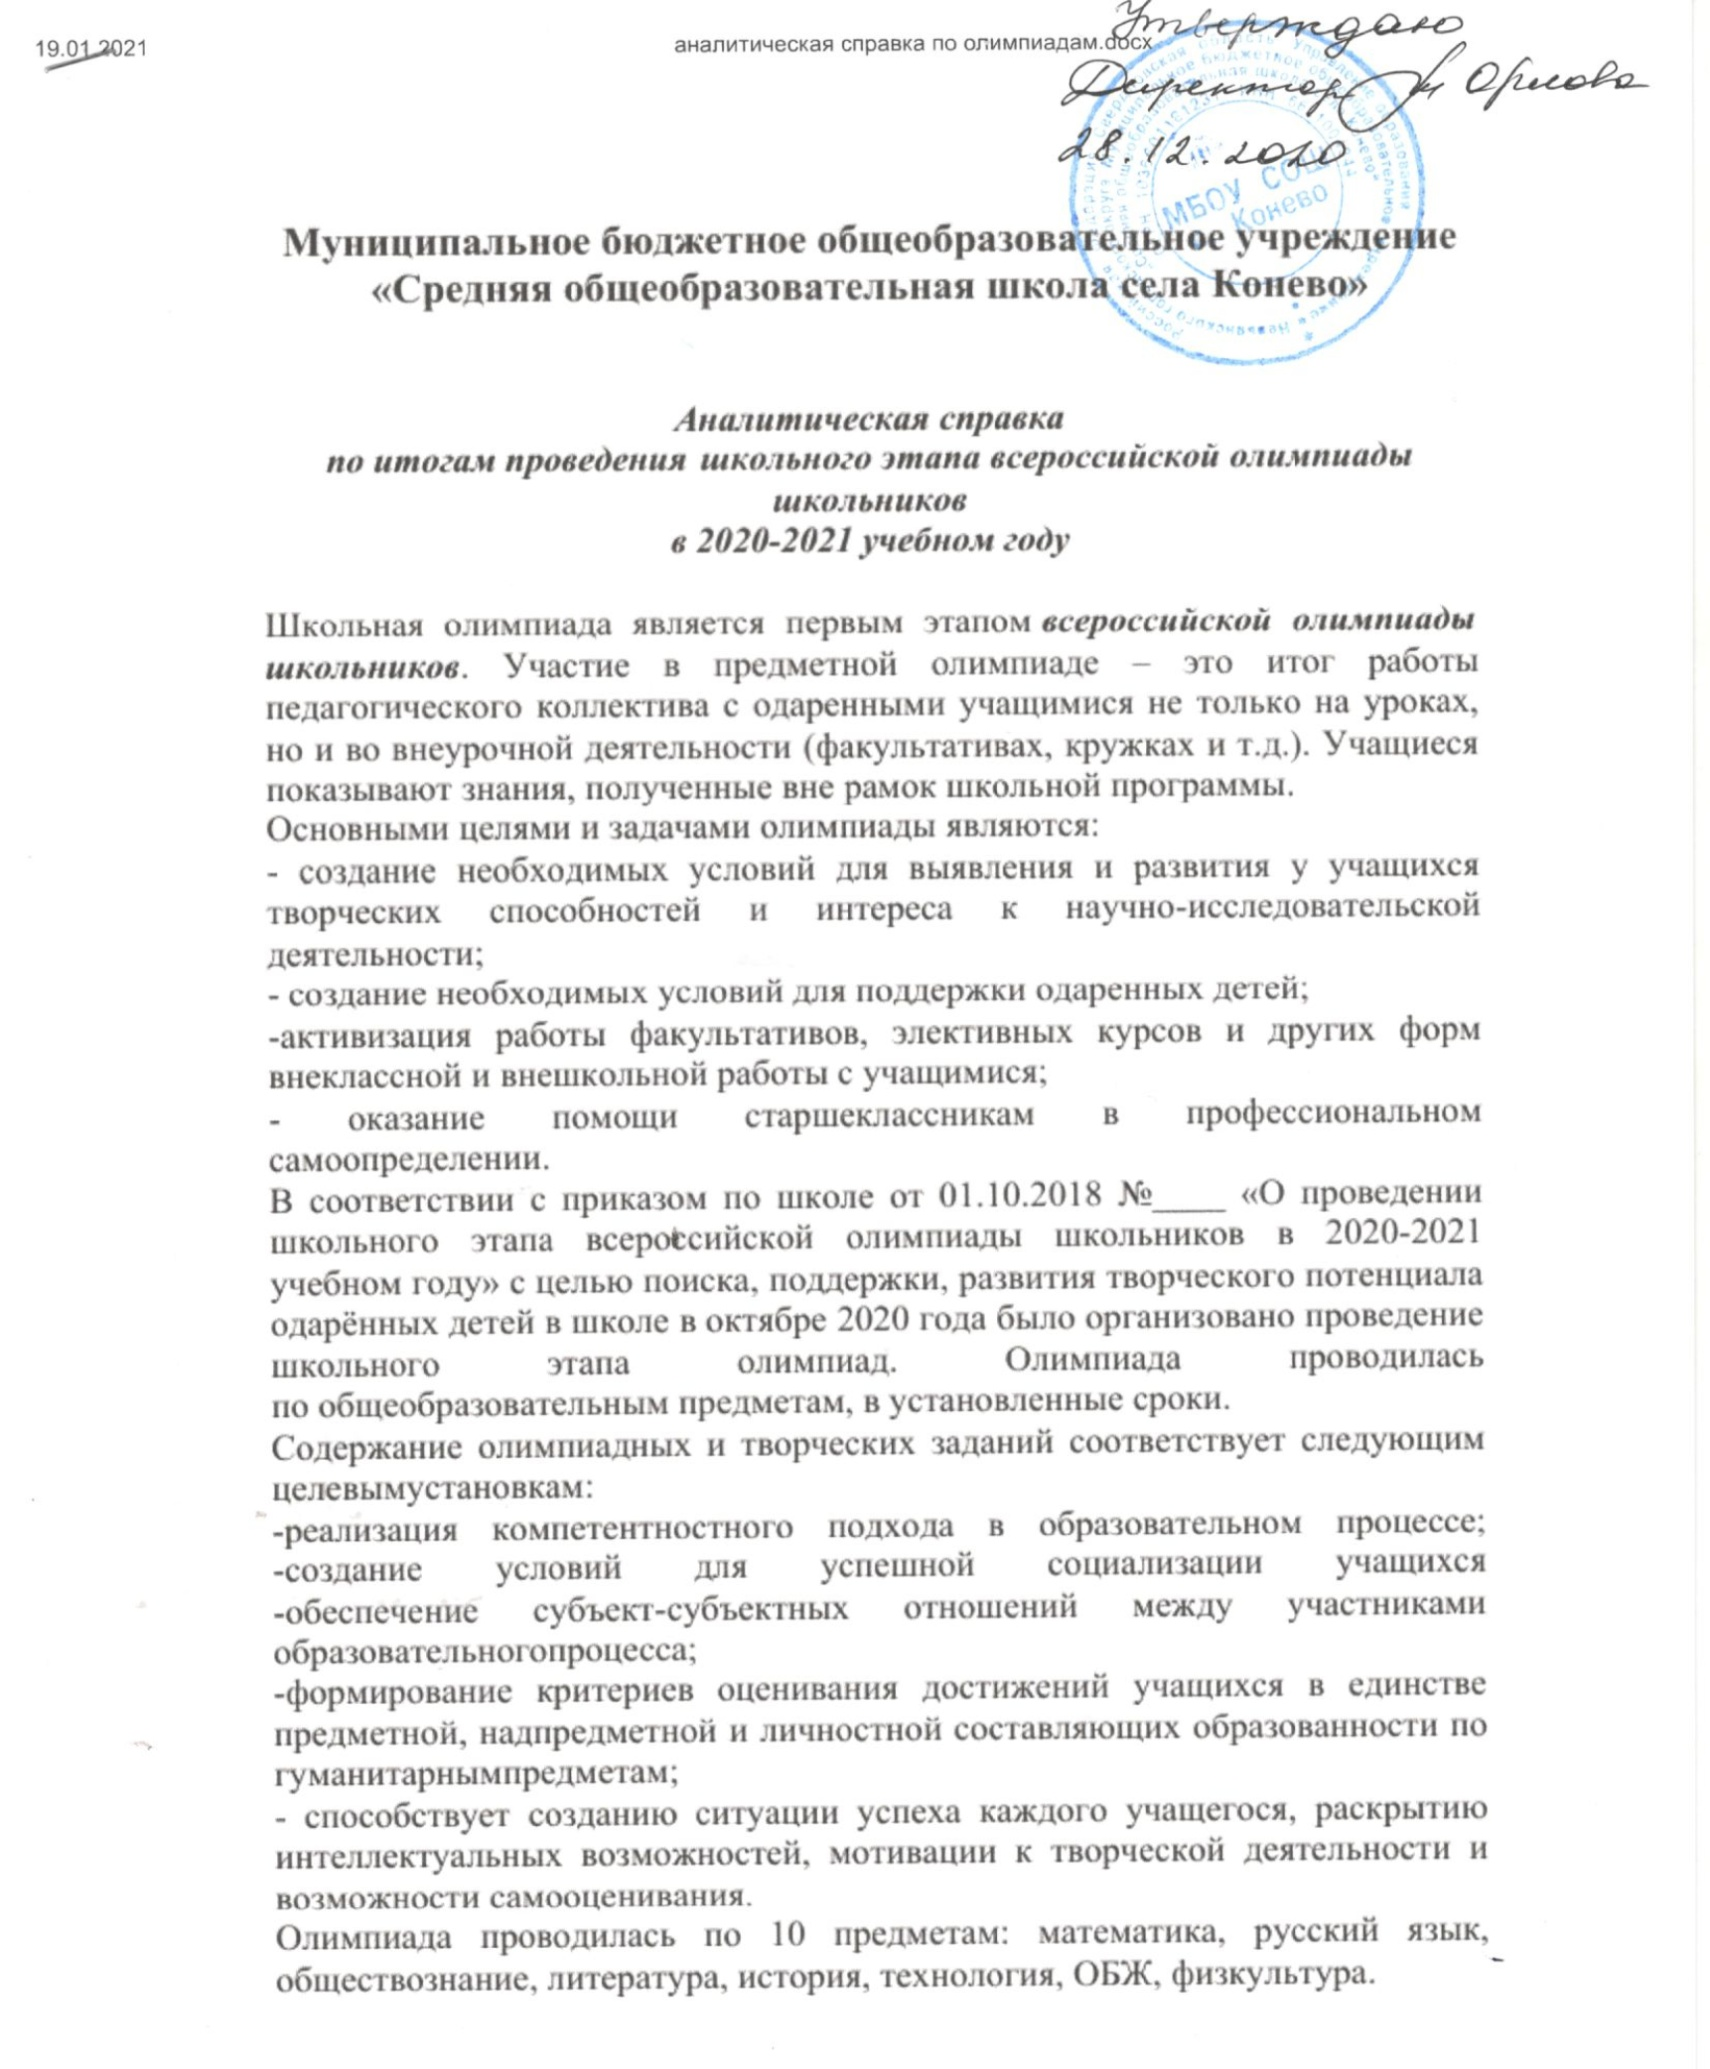 19.01.2021
аналитическая справка по олимпиадам.docx
Утверждаю
Директор Орлова
28.12.2020
МБОУ СОШ
Конево
Муниципальное бюджетное общеобразовательное учреждение
«Средняя общеобразовательная школа села Конево»
Аналитическая справка
по итогам проведения школьного этапа всероссийской олимпиады
школьников
в 2020-2021 учебном году
Школьная олимпиада является первым этапом всероссийской олимпиады
школьников. Участие в предметной олимпиаде – это итог работы
педагогического коллектива с одаренными учащимися не только на уроках,
но и во внеурочной деятельности (факультативах, кружках и т.д.). Учащиеся
показывают знания, полученные вне рамок школьной программы.
Основными целями и задачами олимпиады являются:
- создание необходимых условий для выявления и развития у учащихся
творческих способностей и интереса к научно-исследовательской
деятельности;
- создание необходимых условий для поддержки одаренных детей;
-активизация работы факультативов, элективных курсов и других форм
внеклассной и внешкольной работы с учащимися;
- оказание помощи старшеклассникам в профессиональном
самоопределении.
В соответствии с приказом по школе от 01.10.2018 №____ «О проведении
школьного этапа всероссийской олимпиады школьников в 2020-2021
учебном году» с целью поиска, поддержки, развития творческого потенциала
одарённых детей в школе в октябре 2020 года было организовано проведение
школьного этапа олимпиад. Олимпиада проводилась
по общеобразовательным предметам, в установленные сроки.
Содержание олимпиадных и творческих заданий соответствует следующим
целевымустановкам:
-реализация компетентностного подхода в образовательном процессе;
-создание условий для успешной социализации учащихся
-обеспечение субъект-субъектных отношений между участниками
образовательногопроцесса;
-формирование критериев оценивания достижений учащихся в единстве
предметной, надпредметной и личностной составляющих образованности по
гуманитарнымпредметам;
- способствует созданию ситуации успеха каждого учащегося, раскрытию
интеллектуальных возможностей, мотивации к творческой деятельности и
возможности самооценивания.
Олимпиада проводилась по 10 предметам: математика, русский язык,
обществознание, литература, история, технология, ОБЖ, физкультура.